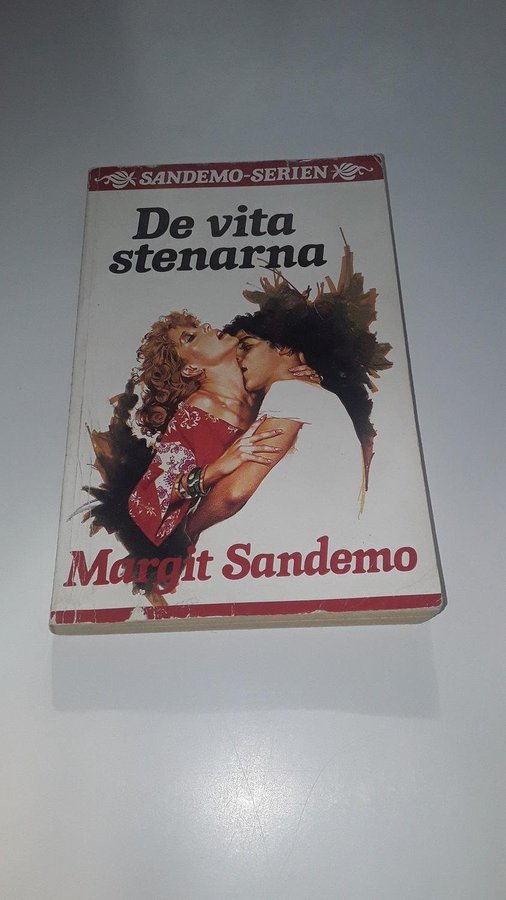 SANDEMO-SERIEN
De vita
stenarna
Margit Sandemo